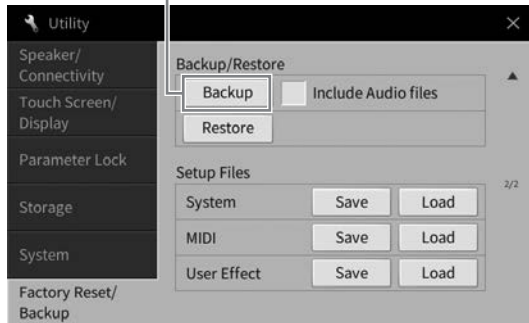 Utility
Speaker/
Connectivity
Touch Screen/
Display
Parameter Lock
Storage
System
Factory Reset/
Backup
Backup/Restore
Backup Include Audio files
Restore
Setup Files
System Save Load
MIDI Save Load
User Effect Save Load
2/2